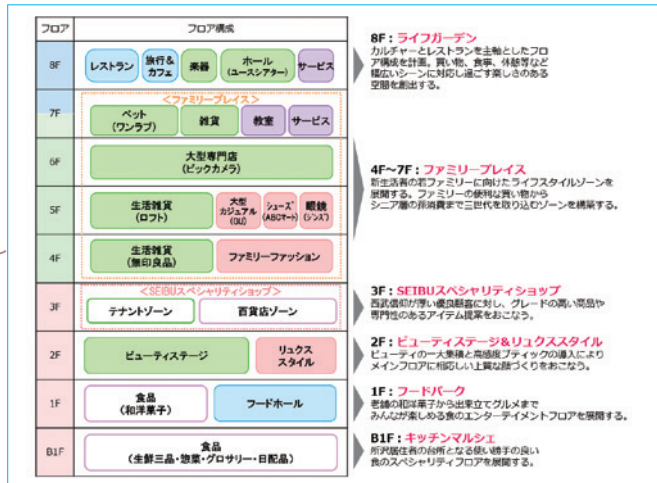 フロア
フロア構成
8F
レストラン
旅行&
カフェ
楽器
ホール
(ユースシアター)
サービス
7F
<ファミリープレイス>
ペット
(ワンラブ)
雑貨
教室
サービス
6F
大型専門店
(ビックカメラ)
5F
生活雑貨
(ロフト)
大型
カジュアル
(GU)
シューズ
(ABCマート)
眼鏡
(ジンズ)
4F
生活雑貨
(無印良品)
ファミリーファッション
3F
<SEIBUスペシャリティショップ>
テナントゾーン
百貨店ゾーン
2F
ビューティステージ
リュクス
スタイル
1F
食品
(和洋菓子)
フードホール
B1F
食品
(生鮮三品・惣菜・グロサリー・日配品)
8F:ライフガーデン
カルチャーとレストランを主軸としたフロ
ア構成を計画。買い物、食事、休憩等など
幅広いシーンに対応し過ごす楽しさのある
空間を創出する。
4F~7F:ファミリープレイス
新生活者の若ファミリーに向けたライフスタイルゾーンを
展開する。ファミリーの便利な買い物から
シニア層の孫消費まで三世代を取り込むゾーンを構築する。
3F:SEIBUスペシャリティショップ
西武信仰が厚い優良顧客に対し、グレードの高い商品や
専門性のあるアイテム提案をおこなう。
2F:ビューティステージ&リュクススタイル
ビューティの一大集積と高感度ブティックの導入により
メインフロアに相応しい上質な顔づくりをおこなう。
1F:フードパーク
老舗の和洋菓子から出来立てグルメまで
みんなが楽しめる食のエンターテイメントフロアを展開する。
B1F:キッチンマルシェ
所沢居住者の台所となる使い勝手の良い
食のスペシャリティフロアを展開する。